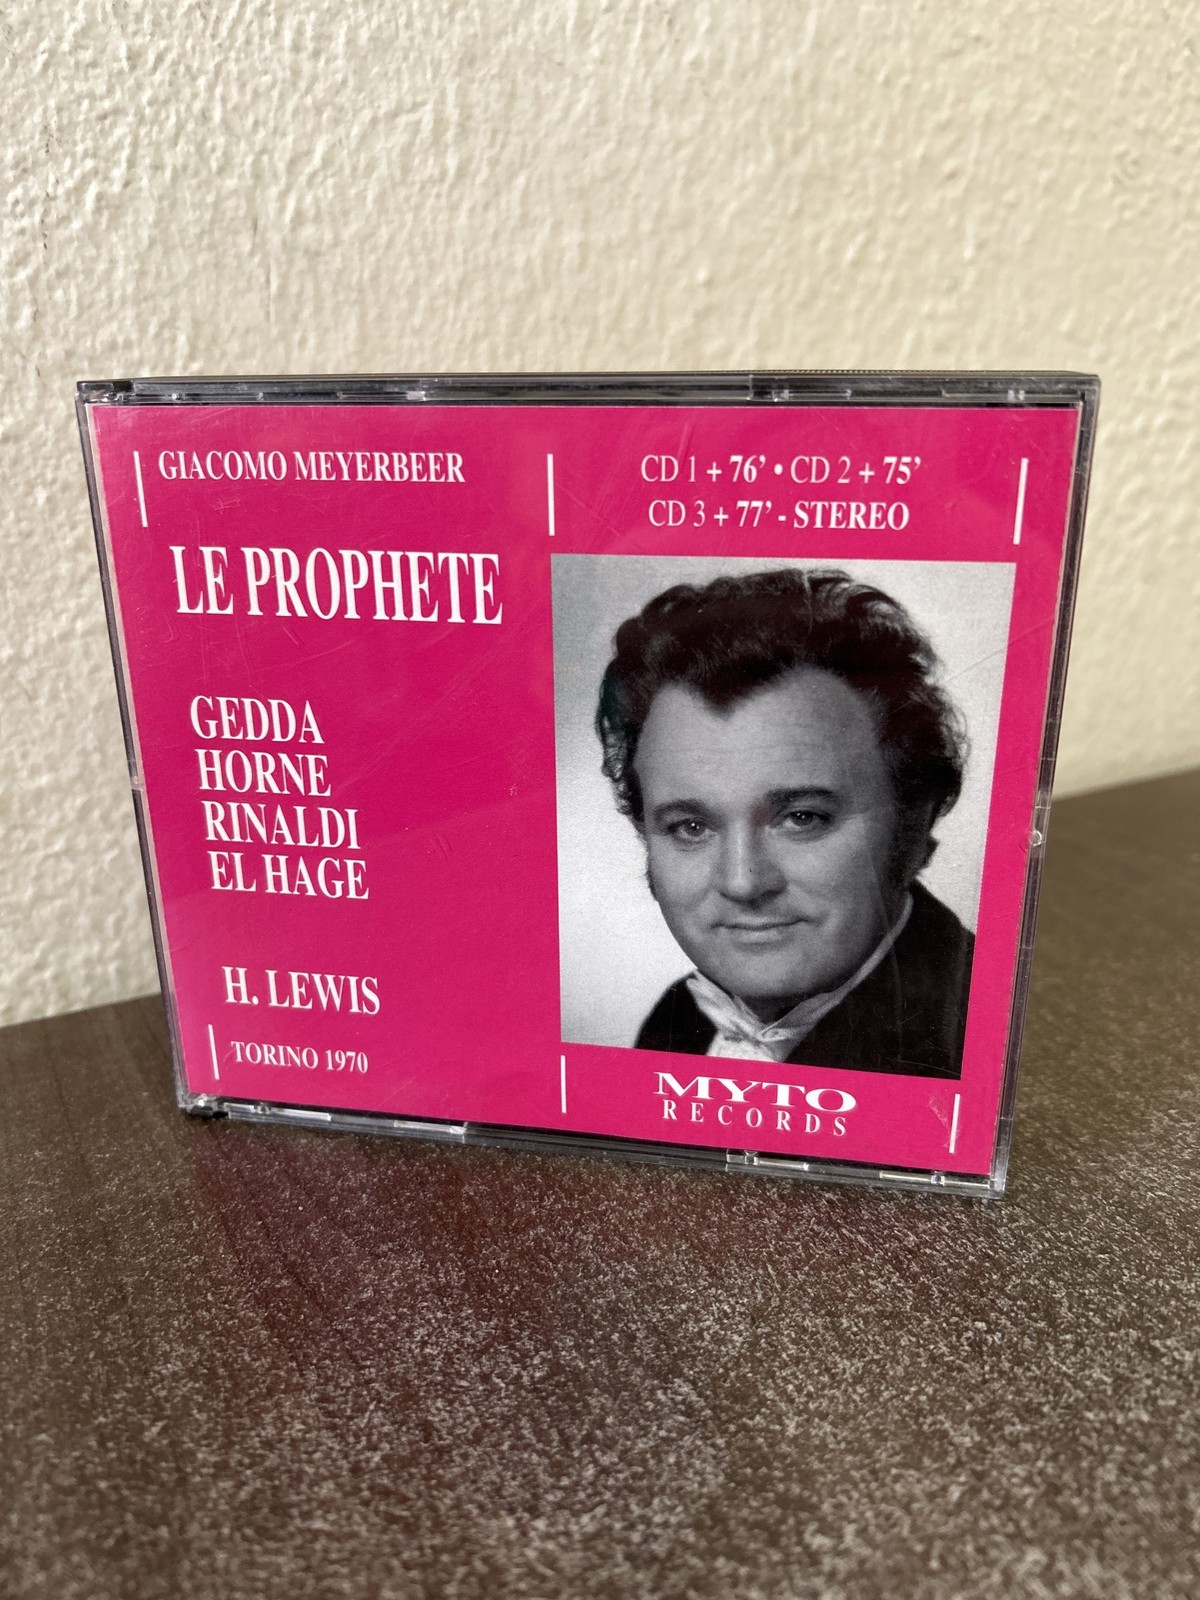 GIACOMO MEYERBEER
LE PROPHETE
GEDDA
HORNE
RINALDI
EL HAGE
H. LEWIS
TORINO 1970
CD 1 + 76' • CD 2 + 75'
CD 3 + 77' - STEREO
MYTO
RECORDS